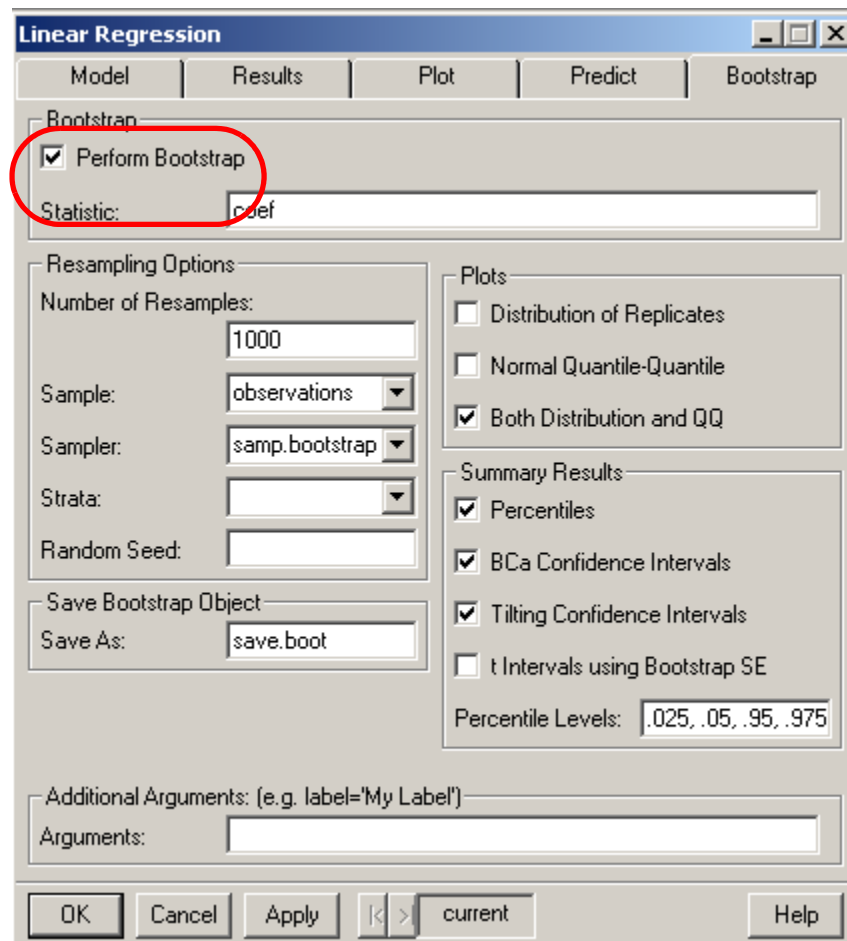 Linear Regression
Model Results Plot Predict Bootstrap
Bootstrap
Perform Bootstrap
Statistic: coef
Resampling Options
Number of Resamples:
1000
Sample: observations
Sampler: samp.bootstrap
Strata:
Random Seed:
Save Bootstrap Object
Save As: save.boot
Plots
Distribution of Replicates
Normal Quantile-Quantile
Both Distribution and QQ
Summary Results
Percentiles
BCa Confidence Intervals
Tilting Confidence Intervals
t Intervals using Bootstrap SE
Percentile Levels: .025, .05, .95, .975
Additional Arguments: (e.g. label='My Label')
Arguments:
OK Cancel Apply current Help